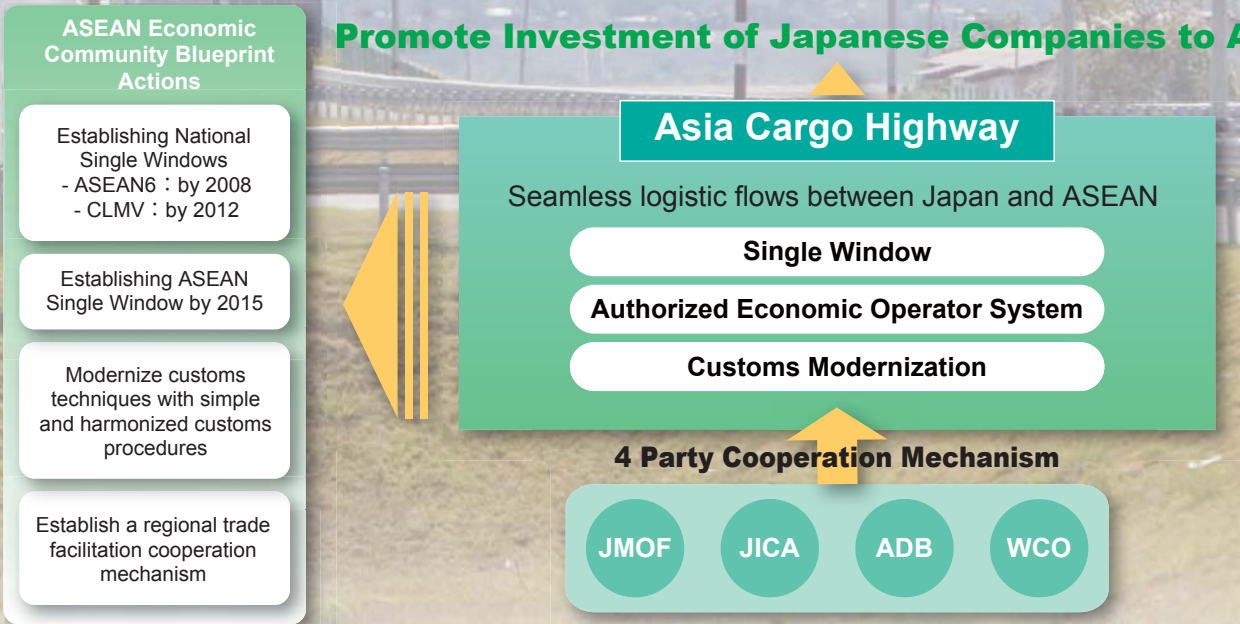 ASEAN Economic
Community Blueprint
Actions
Establishing National
Single Windows
- ASEAN6：by 2008
- CLMV：by 2012
Establishing ASEAN
Single Window by 2015
Modernize customs
techniques with simple
and harmonized customs
procedures
Establish a regional trade
facilitation cooperation
mechanism
Promote Investment of Japanese Companies to
Asia Cargo Highway
Seamless logistic flows between Japan and ASEAN
Single Window
Authorized Economic Operator System
Customs Modernization
4 Party Cooperation Mechanism
JMOF
JICA
ADB
WCO